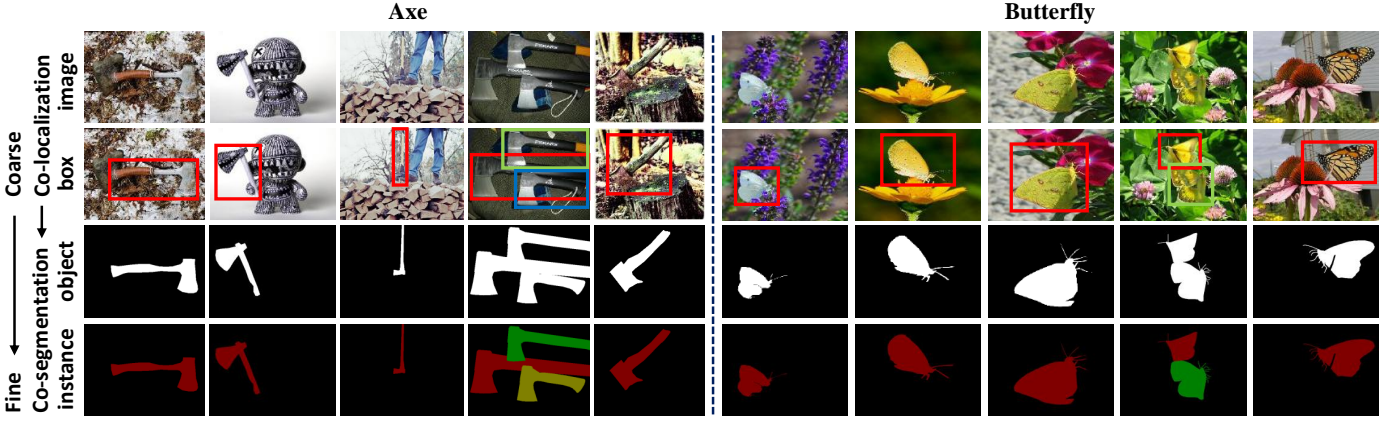 Axe
Butterfly
Coarse
Fine
Co-localization
Co-segmentation
image
box
object
instance